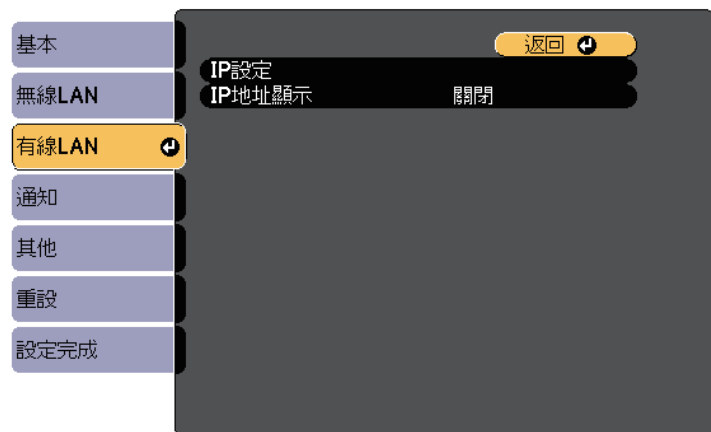 基本
無線LAN
有線LAN
通知
其他
重設
設定完成
返回
IP設定
IP地址顯示 關閉